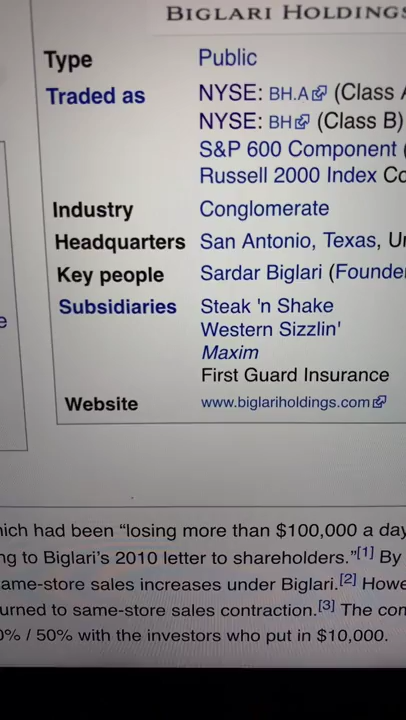 BIGLARI HOLDINGS
Type Public
Traded as NYSE: BH.A (Class A
NYSE: BH (Class B)
S&P 600 Component (
Russell 2000 Index Co
Industry Conglomerate
Headquarters San Antonio, Texas, Un
Key people Sardar Biglari (Founde
Subsidiaries Steak 'n Shake
Western Sizzlin'
Maxim
First Guard Insurance
Website www.biglariholdings.com
e
hich had been “losing more than $100,000 a day
ng to Biglari’s 2010 letter to shareholders.”[1] By
ame-store sales increases under Biglari.[2] Howe
urned to same-store sales contraction.[3] The con
0% / 50% with the investors who put in $10,000.